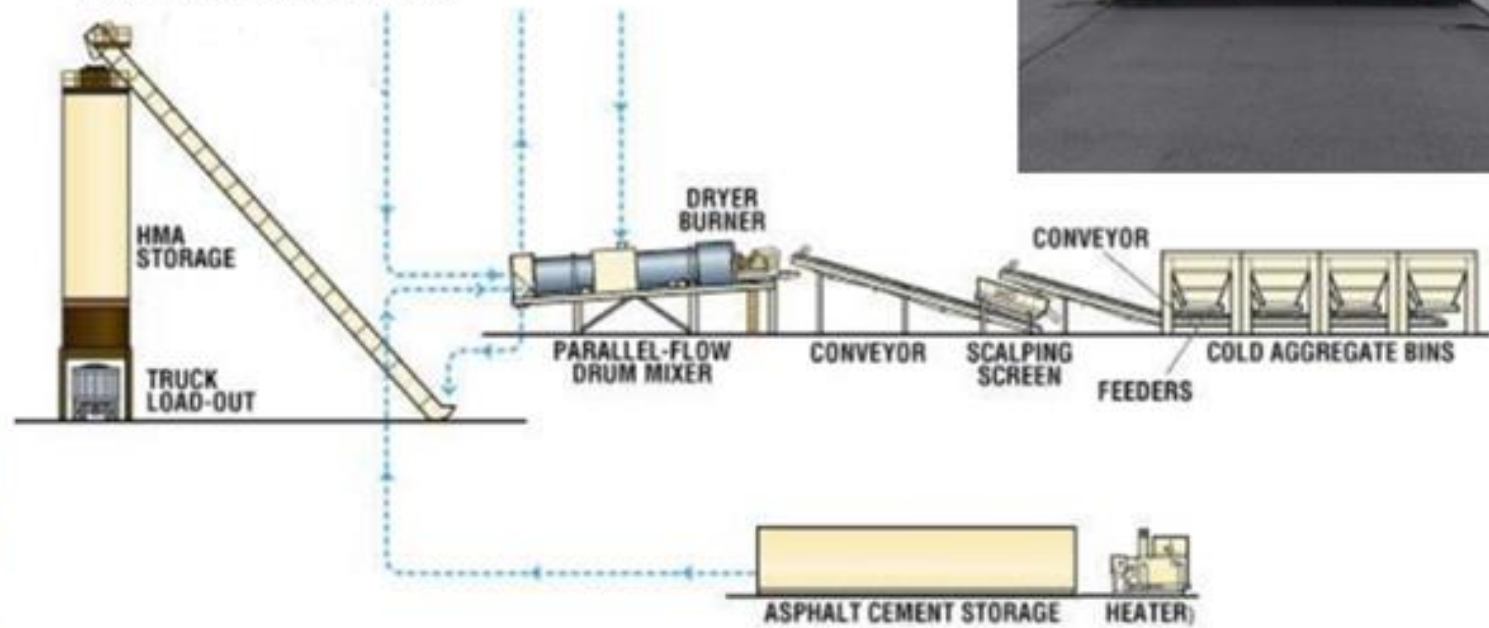 HMA
STORAGE
TRUCK
LOAD-OUT
DRYER
BURNER
PARALLEL-FLOW
DRUM MIXER
CONVEYOR
SCALPING
SCREEN
CONVEYOR
FEEDERS
COLD AGGREGATE BINS
ASPHALT CEMENT STORAGE
HEATER)